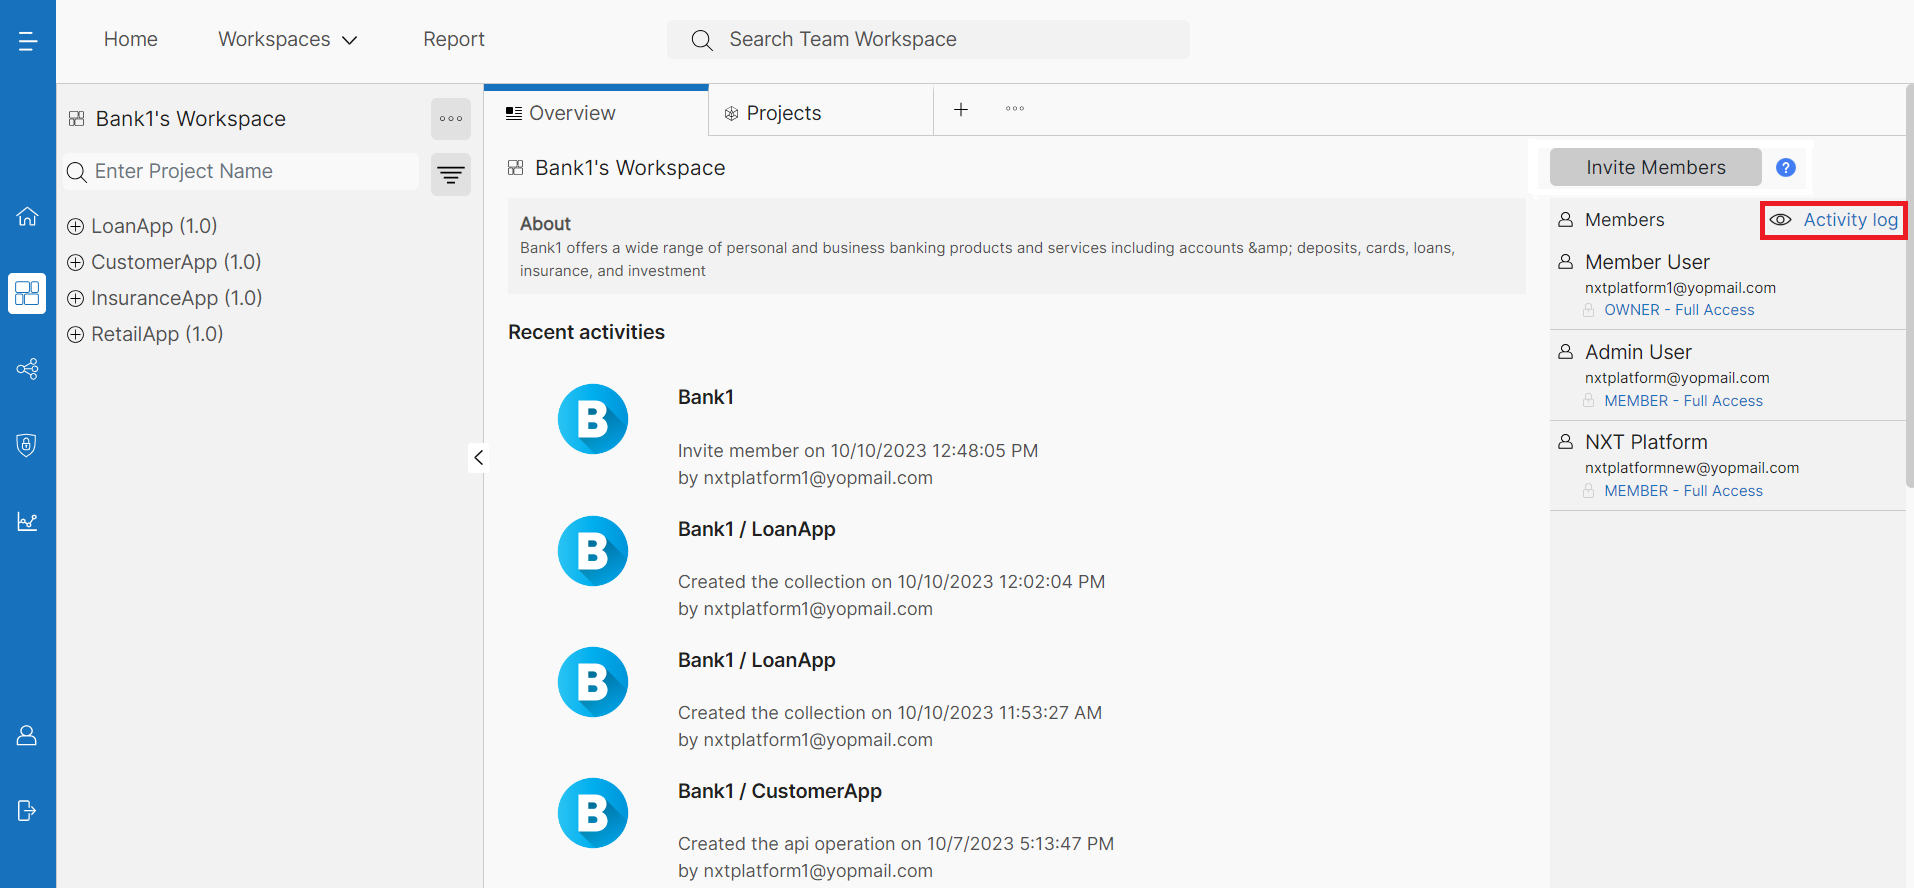 Home
Workspaces
Report
Search Team Workspace
Bank1's Workspace
Enter Project Name
LoanApp (1.0)
CustomerApp (1.0)
InsuranceApp (1.0)
RetailApp (1.0)
Overview
Projects
Bank1's Workspace
About
Bank1 offers a wide range of personal and business banking products and services including accounts &amp; deposits, cards, loans,
insurance, and investment
Recent activities
B
Bank1
Invite member on 10/10/2023 12:48:05 PM
by nxtplatform1@yopmail.com
B
Bank1 / LoanApp
Created the collection on 10/10/2023 12:02:04 PM
by nxtplatform1@yopmail.com
B
Bank1 / LoanApp
Created the collection on 10/10/2023 11:53:27 AM
by nxtplatform1@yopmail.com
B
Bank1 / CustomerApp
Created the api operation on 10/7/2023 5:13:47 PM
by nxtplatform1@yopmail.com
Invite Members
?
Members
Activity log
Member User
nxtplatform1@yopmail.com
OWNER - Full Access
Admin User
nxtplatform@yopmail.com
MEMBER - Full Access
NXT Platform
nxtplatformnew@yopmail.com
MEMBER - Full Access